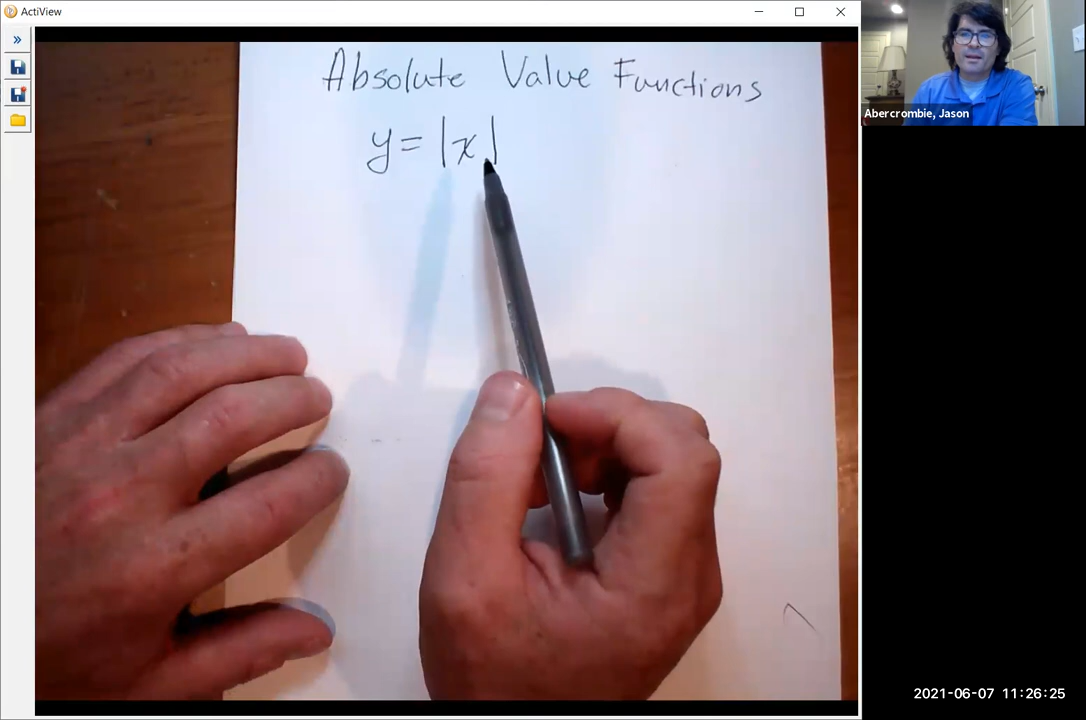 ActiView
»
Absolute Value Functions
y = |x|
Abercrombie, Jason
2021-06-07 11:26:25